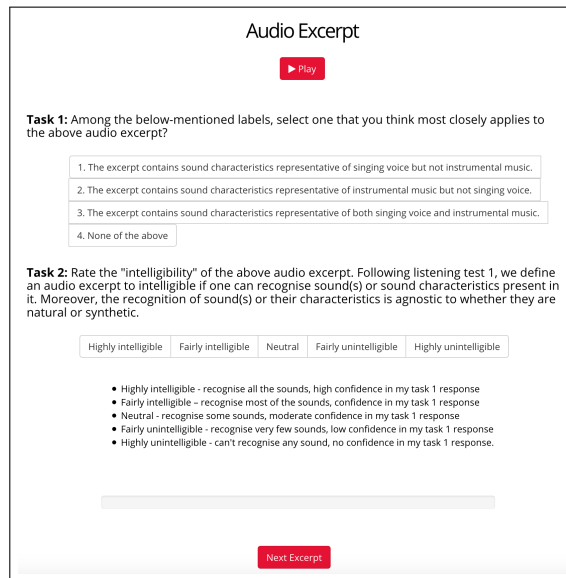 Audio Excerpt
Play
Task 1: Among the below-mentioned labels, select one that you think most closely applies to
the above audio excerpt?
1. The excerpt contains sound characteristics representative of singing voice but not instrumental music.
2. The excerpt contains sound characteristics representative of instrumental music but not singing voice.
3. The excerpt contains sound characteristics representative of both singing voice and instrumental music.
4. None of the above
Task 2: Rate the "intelligibility" of the above audio excerpt. Following listening test 1, we define
an audio excerpt to intelligible if one can recognise sound(s) or sound characteristics present in
it. Moreover, the recognition of sound(s) or their characteristics is agnostic to whether they are
natural or synthetic.
Highly intelligible Fairly intelligible Neutral Fairly unintelligible Highly unintelligible
• Highly intelligible - recognise all the sounds, high confidence in my task 1 response
• Fairly intelligible – recognise most of the sounds, confidence in my task 1 response
• Neutral - recognise some sounds, moderate confidence in my task 1 response
• Fairly unintelligible - recognise very few sounds, low confidence in my task 1 response
• Highly unintelligible - can't recognise any sound, no confidence in my task 1 response.
Next Excerpt